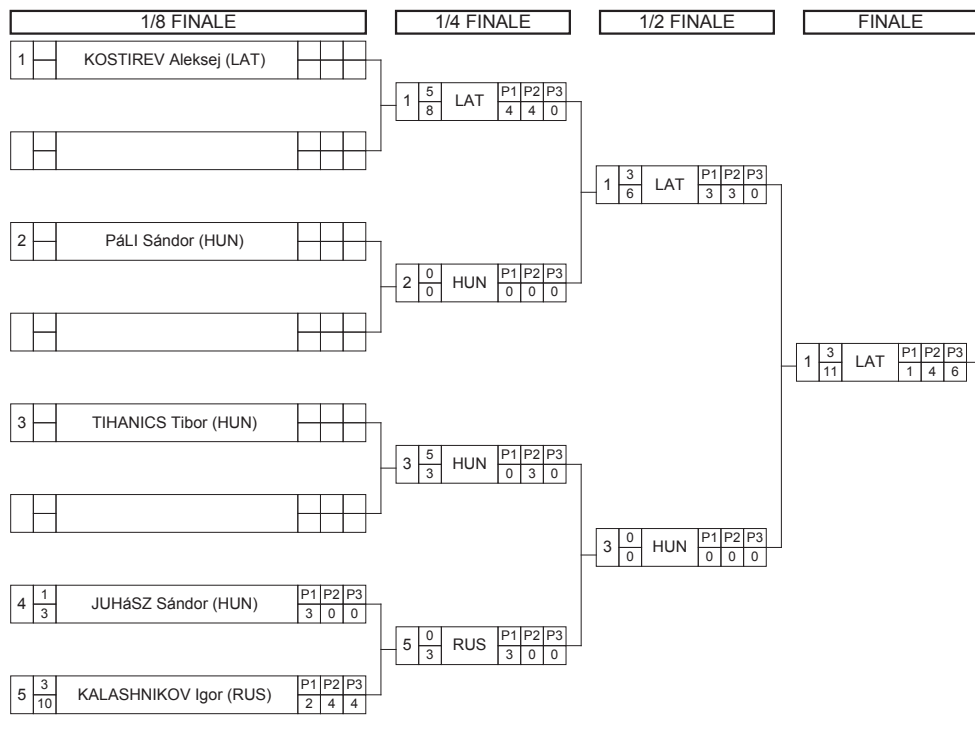 1/8 FINALE 1/4 FINALE 1/2 FINALE FINALE
1 KOSTIREV Aleksej (LAT)
1 5 8 LAT P1 P2 P3 4 4 0
1 3 6 LAT P1 P2 P3 3 3 0
2 PáLI Sándor (HUN)
2 0 0 HUN P1 P2 P3 0 0 0
1 3 11 LAT P1 P2 P3 1 4 6
3 TIHANICS Tibor (HUN)
3 5 3 HUN P1 P2 P3 0 3 0
3 0 0 HUN P1 P2 P3 0 0 0
4 1 3 JUHáSZ Sándor (HUN) P1 P2 P3 3 0 0
5 0 3 RUS P1 P2 P3 3 0 0
5 3 10 KALASHNIKOV Igor (RUS) P1 P2 P3 2 4 4